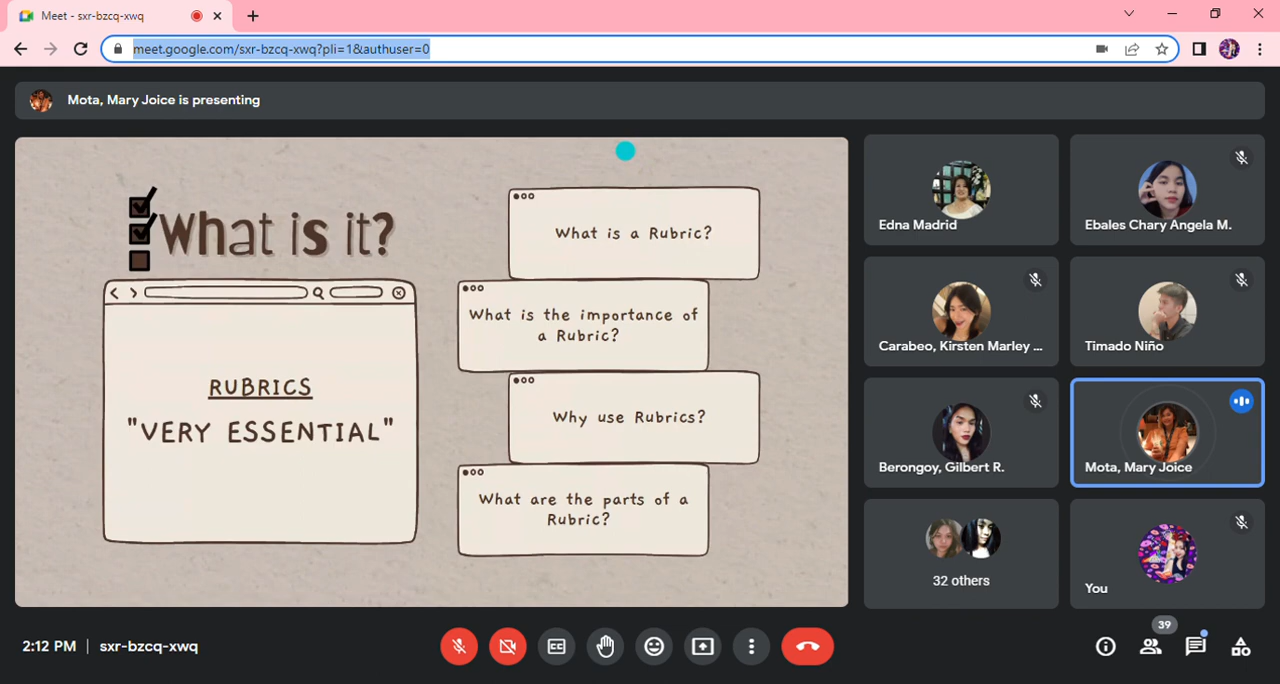 Meet - sxr-bzcq-xwq
meet.google.com/sxr-bzcq-xwq?pli=1&authuser=0
Mota, Mary Joice is presenting
What is it?
RUBRICS
"VERY ESSENTIAL"
What is a Rubric?
What is the importance of
a Rubric?
Why use Rubrics?
What are the parts of a
Rubric?
Edna Madrid
Ebales Chary Angela M.
Carabeo, Kirsten Marley ...
Timado Niño
Berongoy, Gilbert R.
Mota, Mary Joice
32 others
You
2:12 PM | sxr-bzcq-xwq
CC
39